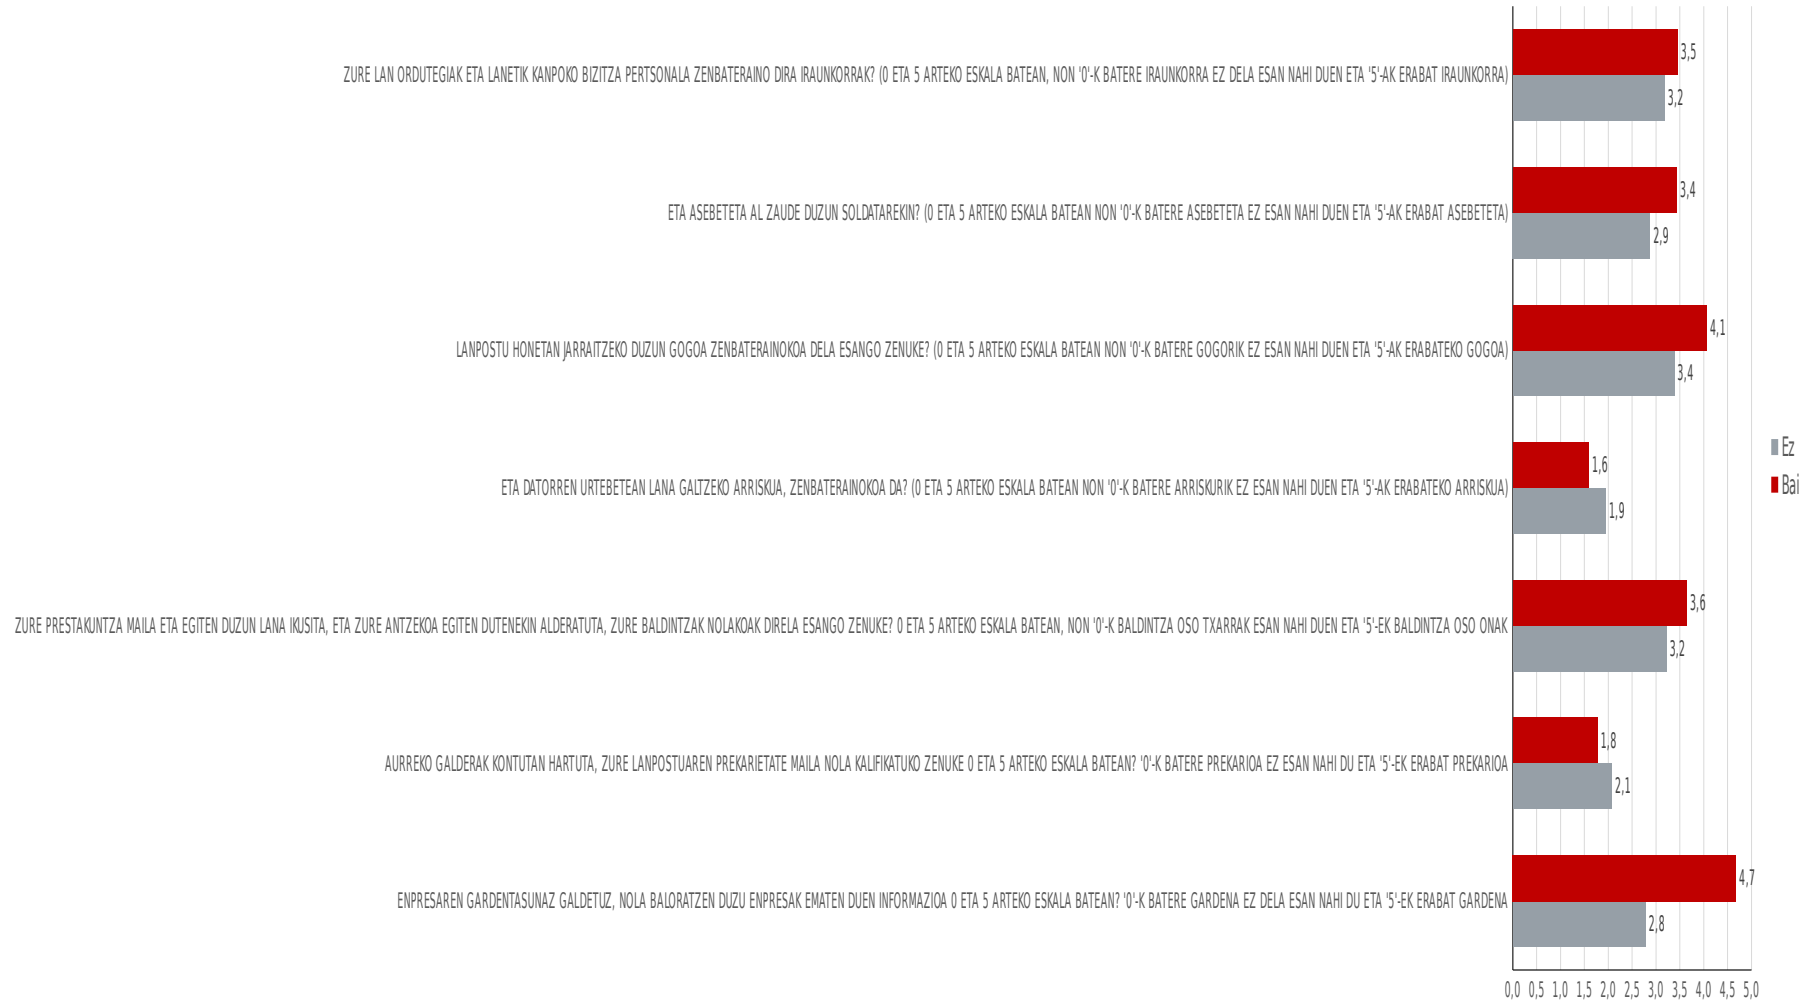 ZURE LAN ORDUTEGIAK ETA LANETIK KANPOKO BIZITZA PERTSONALA ZENBATERAINO DIRA IRAUNKORRAK? (0 ETA 5 ARTEKO ESKALA BATEAN, NON '0'-K BATERE IRAUNKORRA EZ DELA ESAN NAHI DUEN ETA '5'-AK ERABAT IRAUNKORRA)
3,5
3,2
ETA ASEBETETA AL ZAUDE DUZUN SOLDATAREKIN? (0 ETA 5 ARTEKO ESKALA BATEAN NON '0'-K BATERE ASEBETETA EZ ESAN NAHI DUEN ETA '5'-AK ERABAT ASEBETETA)
3,4
2,9
LANPOSTU HONETAN JARRAITZEKO DUZUN GOGOA ZENBATERAINOKOA DELA ESANGO ZENUKE? (0 ETA 5 ARTEKO ESKALA BATEAN NON '0'-K BATERE GOGORIK EZ ESAN NAHI DUEN ETA '5'-AK ERABATEKO GOGOA)
4,1
3,4
ETA DATORREN URTEBETEAN LANA GALTZEKO ARRISKUA, ZENBATERAINOKOA DA? (0 ETA 5 ARTEKO ESKALA BATEAN NON '0'-K BATERE ARRISKURIK EZ ESAN NAHI DUEN ETA '5'-AK ERABATEKO ARRISKUA)
1,6
1,9
ZURE PRESTAKUNTZA MAILA ETA EGITEN DUZUN LANA IKUSITA, ETA ZURE ANTZEKOA EGITEN DUTENEKIN ALDERATUTA, ZURE BALDINTZAK NOLAKOAK DIRELA ESANGO ZENUKE? 0 ETA 5 ARTEKO ESKALA BATEAN, NON '0'-K BALDINTZA OSO TXARRAK ESAN NAHI DUEN ETA '5'-EK BALDINTZA OSO ONAK
3,6
3,2
AURREKO GALDERAK KONTUTAN HARTUTA, ZURE LANPOSTUAREN PREKARIETATE MAILA NOLA KALIFIKATUKO ZENUKE 0 ETA 5 ARTEKO ESKALA BATEAN? '0'-K BATERE PREKARIOA EZ ESAN NAHI DU ETA '5'-EK ERABAT PREKARIOA
1,8
2,1
ENPRESAREN GARDENTASUNAZ GALDETUZ, NOLA BALORATZEN DUZU ENPRESAK EMATEN DUEN INFORMAZIOA 0 ETA 5 ARTEKO ESKALA BATEAN? '0'-K BATERE GARDENA EZ DELA ESAN NAHI DU ETA '5'-EK ERABAT GARDENA
4,7
2,8
0,0 0,5 1,0 1,5 2,0 2,5 3,0 3,5 4,0 4,5 5,0
Ez
Bai